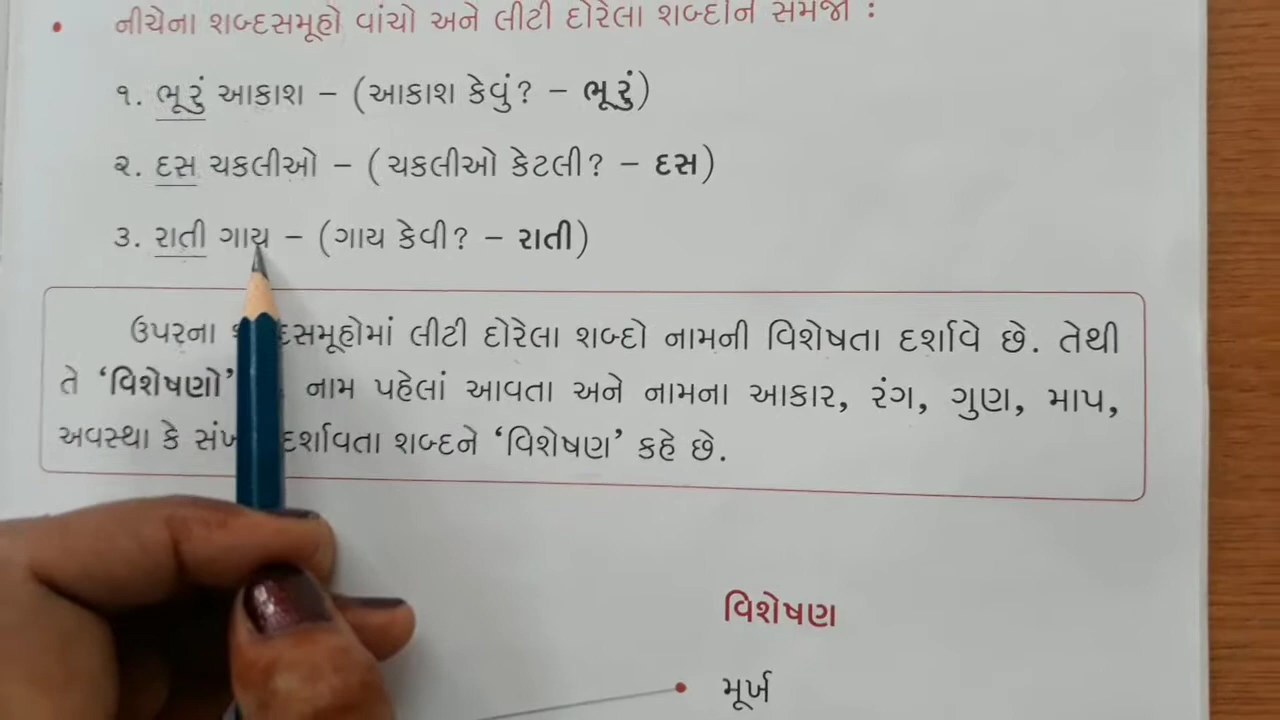 • નીચેના શબ્દસમૂહો વાંચો અને લીટી દોરેલા શબ્દોને સમજો :
૧. ભૂરું આકાશ – (આકાશ કેવું? – ભૂરું)
૨. દસ ચકલીઓ – (ચકલીઓ કેટલી? – દસ)
૩. રાતી ગાય – (ગાય કેવી? – રાતી)
ઉપરના દસમૂહોમાં લીટી દોરેલા શબ્દો નામની વિશેષતા દર્શાવે છે. તેથી
તે ‘વિશેષણો’ નામ પહેલાં આવતા અને નામના આકાર, રંગ, ગુણ, માપ,
અવસ્થા કે દર્શાવતા શબ્દને ‘વિશેષણ’ કહે છે.
વિશેષણ
મૂર્ખ